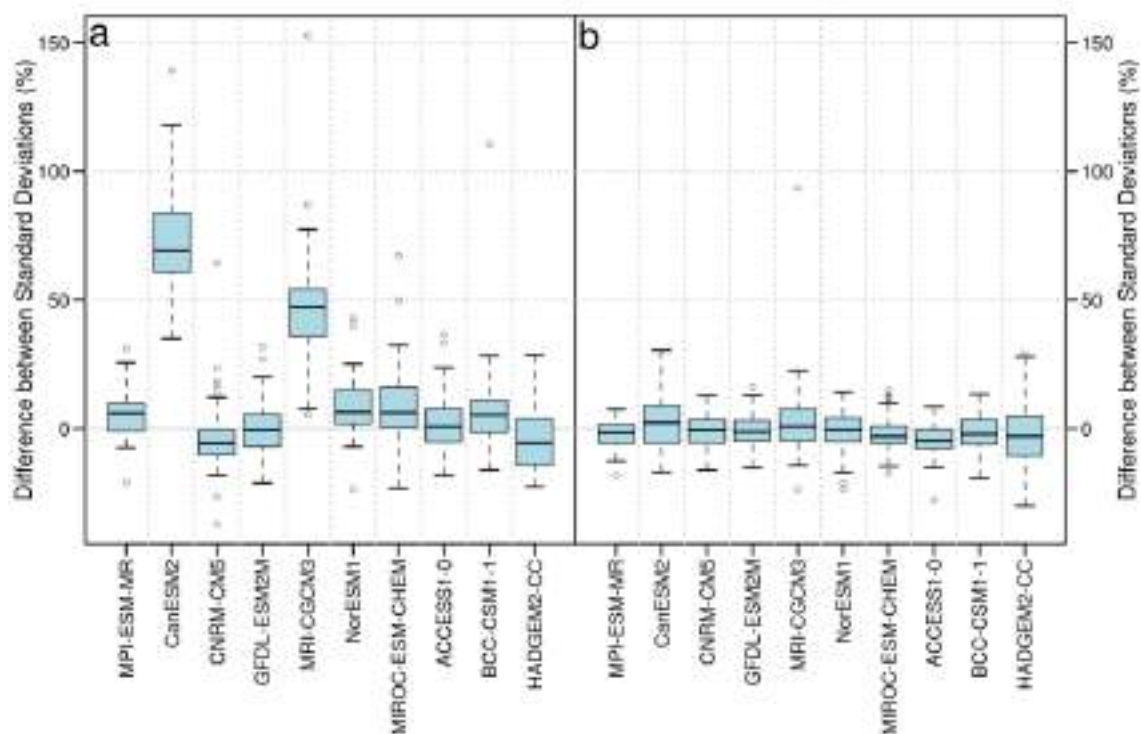 a
b
Difference between Standard Deviations (%)
150
100
50
0
150
100
50
0
Difference between Standard Deviations (%)
MPI-ESM-MR
CanESM2
CNRM-CM5
GFDL-ESM2M
MRI-CGCM3
NorESM1
MIROC-ESM-CHEM
ACCESS1-0
BCC-CSM1-1
HADGEM2-CC
MPI-ESM-MR
CanESM2
CNRM-CM5
GFDL-ESM2M
MRI-CGCM3
NorESM1
MIROC-ESM-CHEM
ACCESS1-0
BCC-CSM1-1
HADGEM2-CC